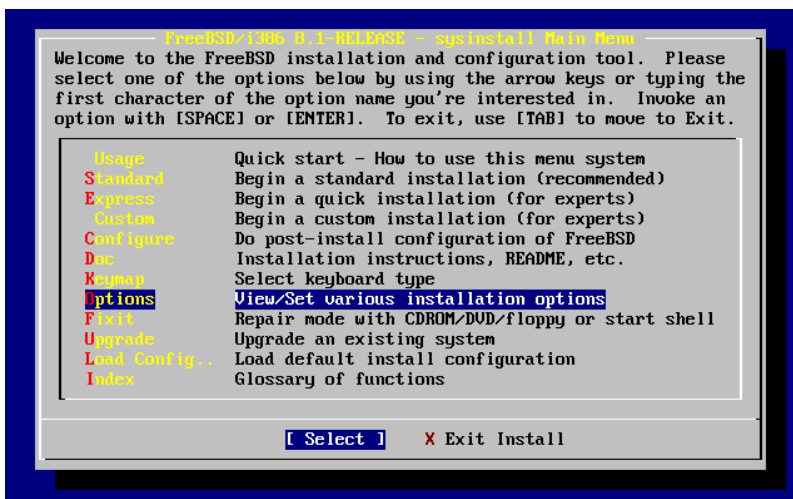 FreeBSD/i386 8.1-RELEASE - sysinstall Main Menu
Welcome to the FreeBSD installation and configuration tool.  Please
select one of the options below by using the arrow keys or typing the
first character of the option name you're interested in.  Invoke an
option with [SPACE] or [ENTER].  To exit, use [TAB] to move to Exit.
Usage Quick start - How to use this menu system
Standard Begin a standard installation (recommended)
Express Begin a quick installation (for experts)
Custom Begin a custom installation (for experts)
Configure Do post-install configuration of FreeBSD
Doc Installation instructions, README, etc.
Keymap Select keyboard type
Options View/Set various installation options
Fixit Repair mode with CDROM/DVD/floppy or start shell
Upgrade Upgrade an existing system
Load Config.. Load default install configuration
Index Glossary of functions
[ Select ] X Exit Install